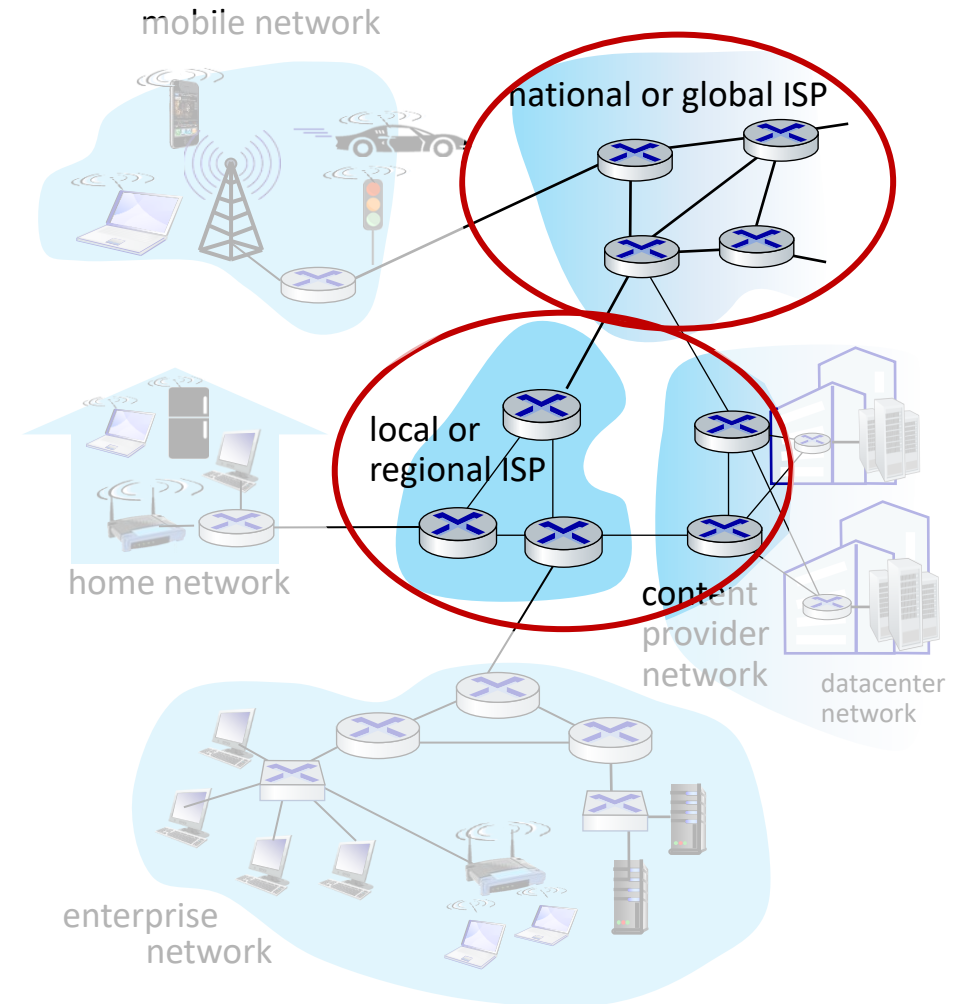 mobile network
national or global ISP
local or
regional ISP
home network
content
provider
network
datacenter
network
enterprise
network